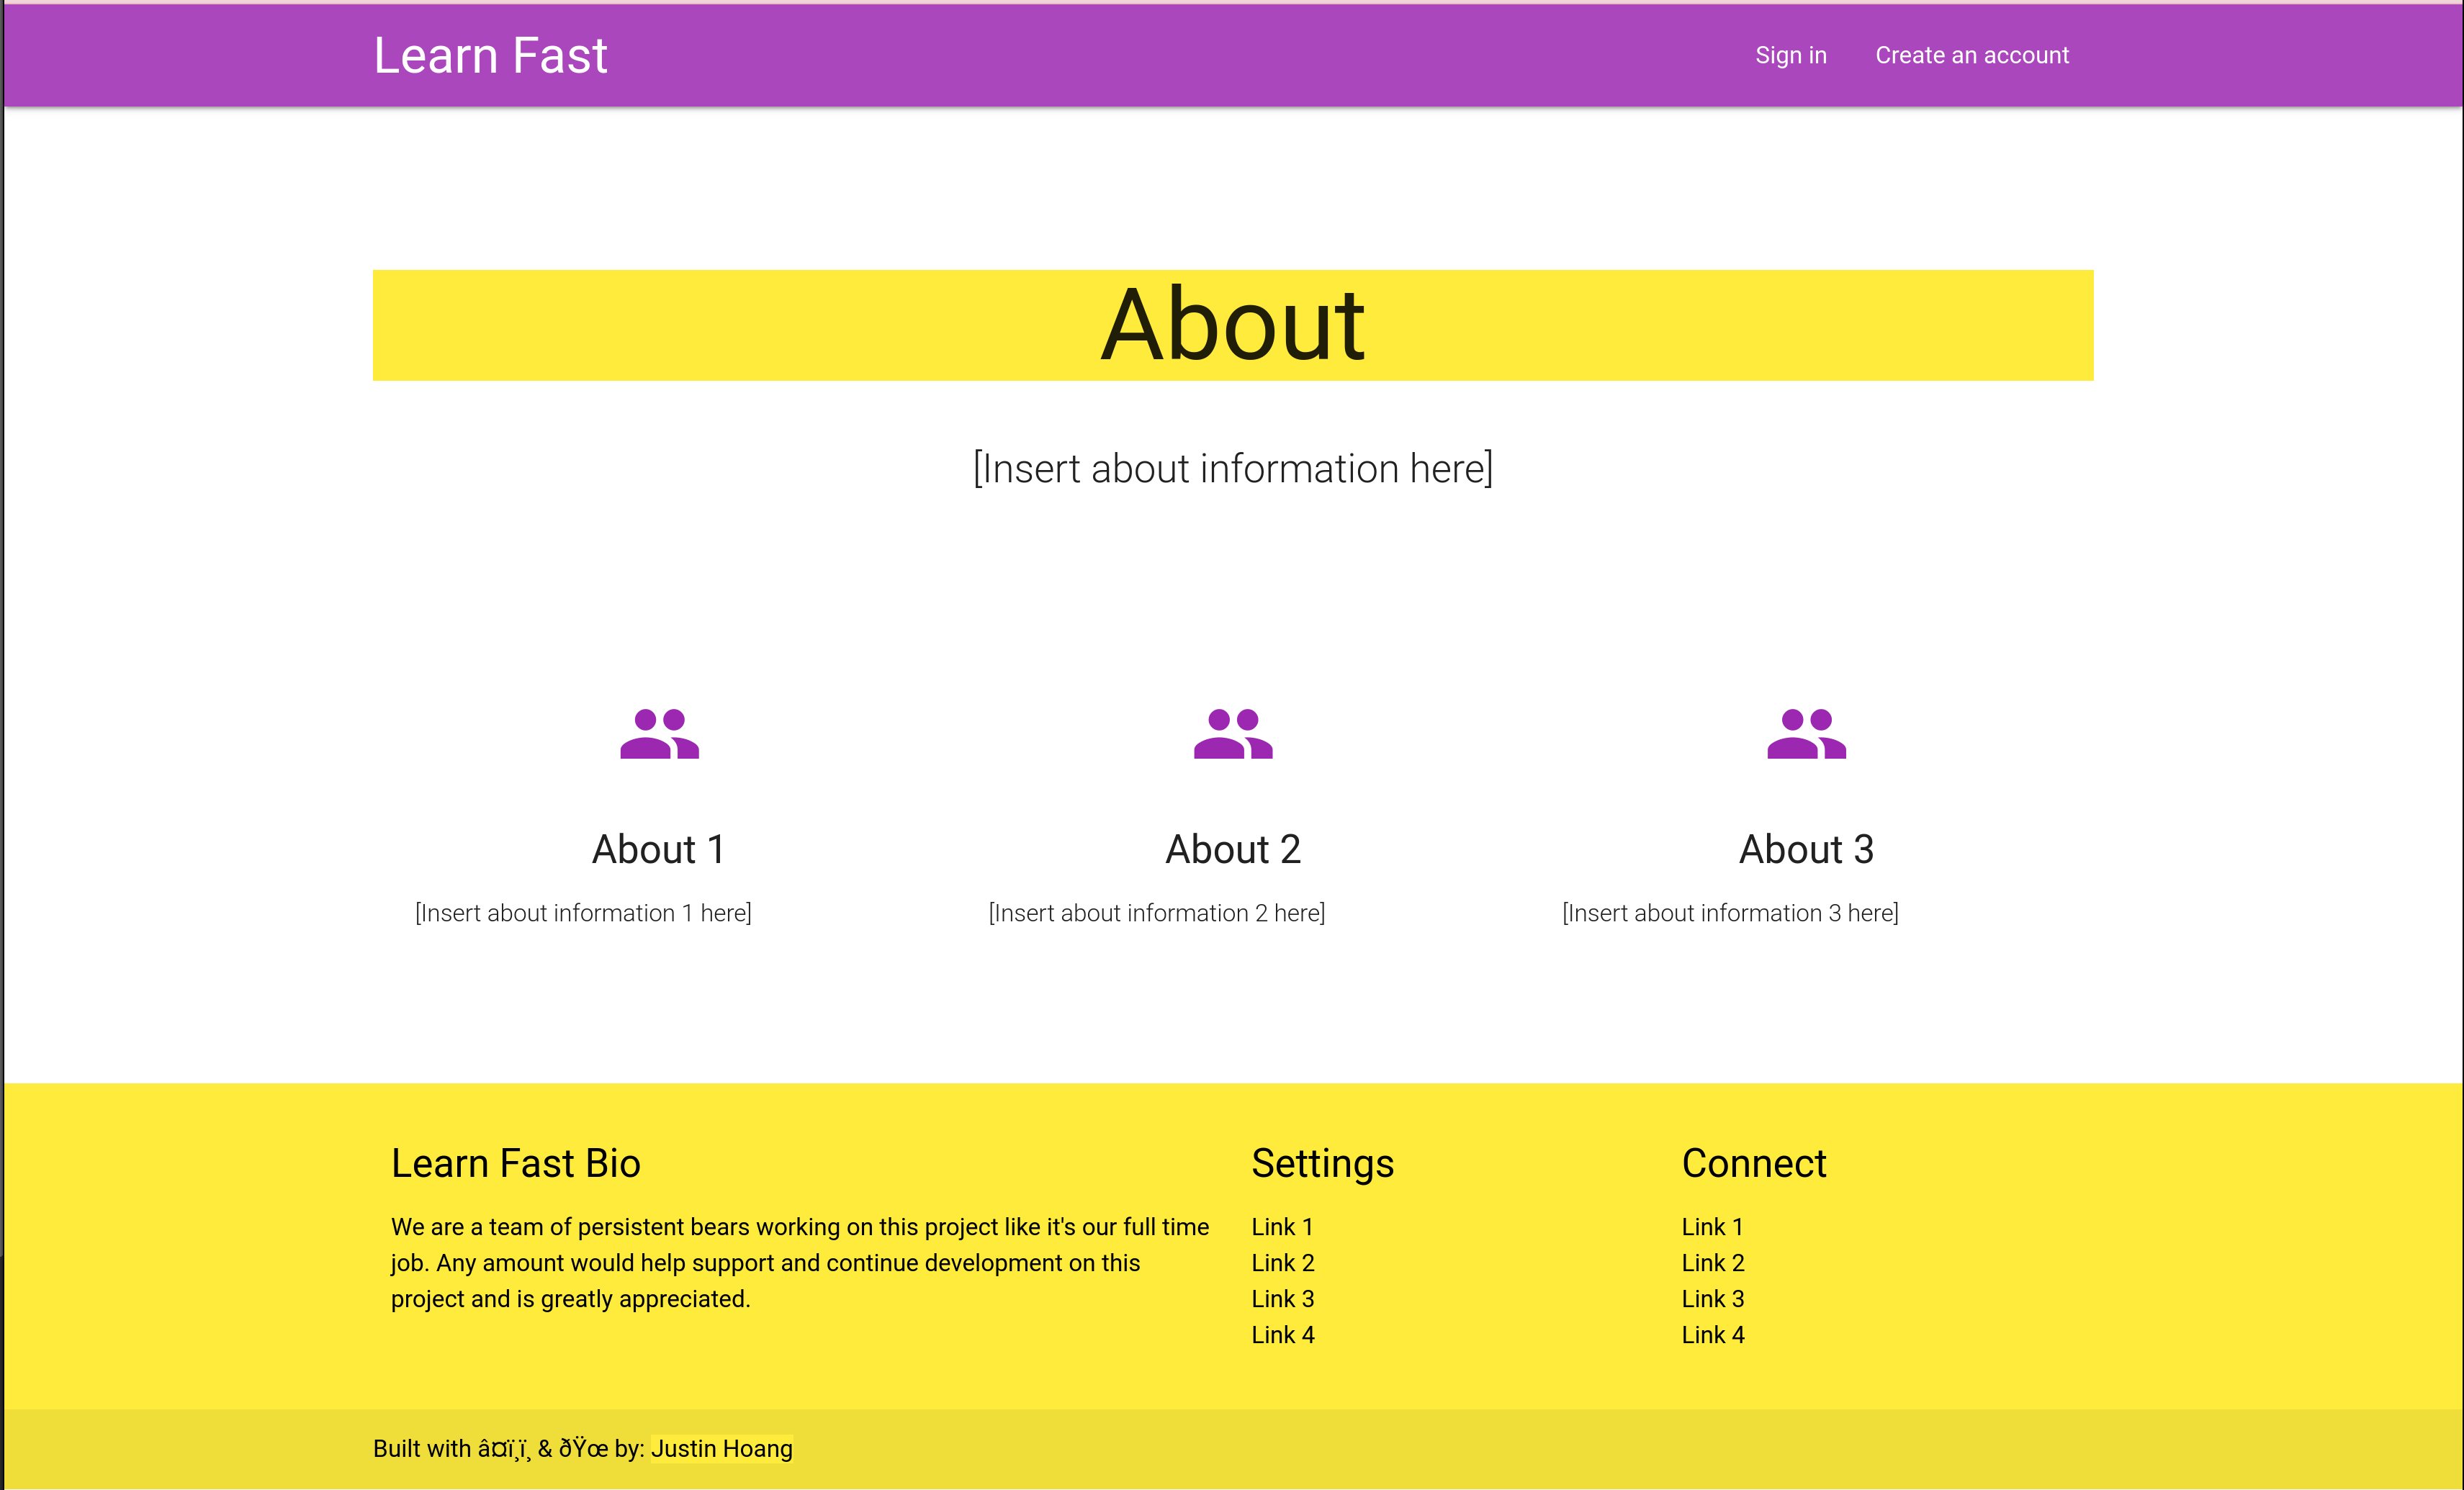 Learn Fast
Sign in
Create an account
About
[Insert about information here]
About 1
About 2
About 3
[Insert about information 1 here]
[Insert about information 2 here]
[Insert about information 3 here]
Learn Fast Bio
We are a team of persistent bears working on this project like it's our full time
job. Any amount would help support and continue development on this
project and is greatly appreciated.
Settings
Link 1
Link 2
Link 3
Link 4
Connect
Link 1
Link 2
Link 3
Link 4
Built with â¤ï¸ï¸ & ðŸœ by: Justin Hoang